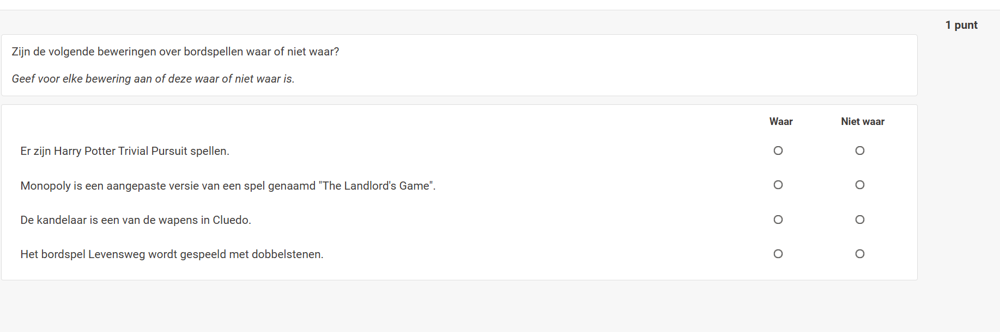 1 punt
Zijn de volgende beweringen over bordspellen waar of niet waar?
Geef voor elke bewering aan of deze waar of niet waar is.
Waar Niet waar
Er zijn Harry Potter Trivial Pursuit spellen.
Monopoly is een aangepaste versie van een spel genaamd "The Landlord's Game".
De kandelaar is een van de wapens in Cluedo.
Het bordspel Levensweg wordt gespeeld met dobbelstenen.